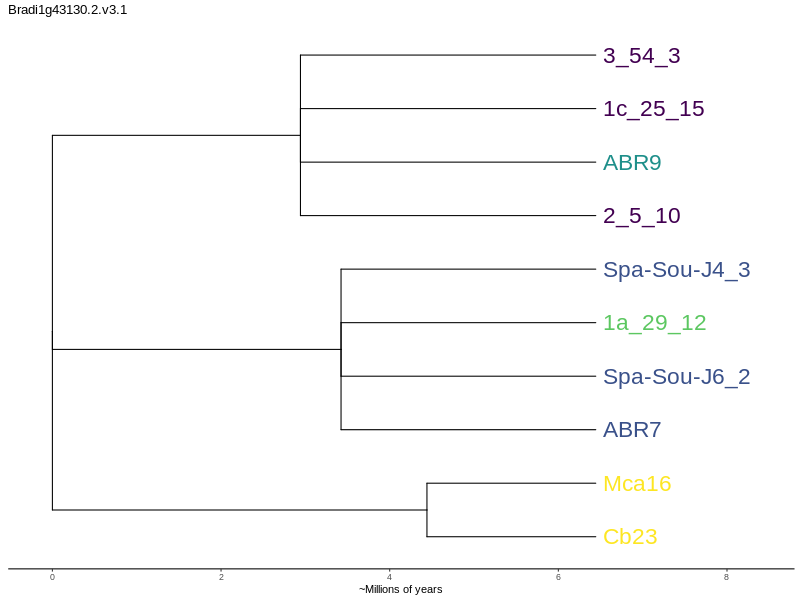 Bradi1g43130.2.v3.1
3_54_3
1c_25_15
ABR9
2_5_10
Spa-Sou-J4_3
1a_29_12
Spa-Sou-J6_2
ABR7
Mca16
Cb23
0 2 4 6 8
~Millions of years